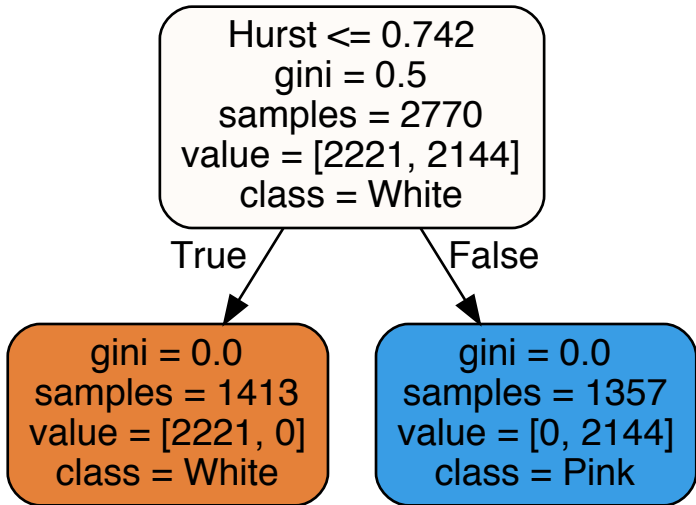 Hurst <= 0.742
gini = 0.5
samples = 2770
value = [2221, 2144]
class = White
True
False
gini = 0.0
samples = 1413
value = [2221, 0]
class = White
gini = 0.0
samples = 1357
value = [0, 2144]
class = Pink